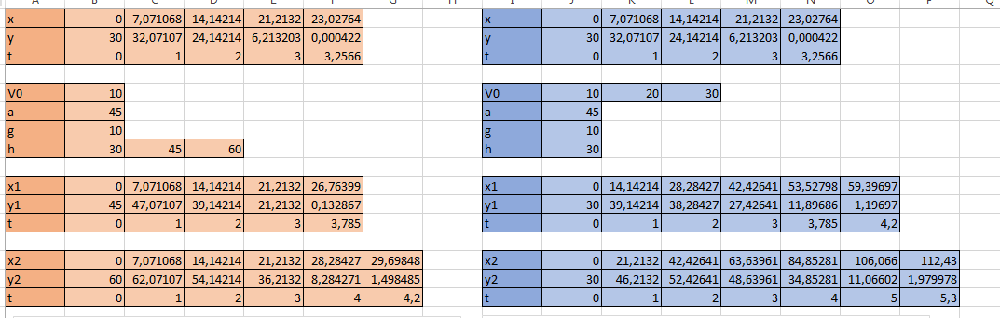 A B C D E F G H I J K L M N O P Q
x 0 7,071068 14,14214 21,2132 23,02764 x 0 7,071068 14,14214 21,2132 23,02764
y 30 32,07107 24,14214 6,213203 0,000422 y 30 32,07107 24,14214 6,213203 0,000422
t 0 1 2 3 3,2566 t 0 1 2 3 3,2566
V0 10 V0 10 20 30
a 45 a 45
g 10 g 10
h 30 45 60 h 30
x1 0 7,071068 14,14214 21,2132 26,76399 x1 0 14,14214 28,28427 42,42641 53,52798 59,39697
y1 45 47,07107 39,14214 21,2132 0,132867 y1 30 39,14214 38,28427 27,42641 11,89686 1,19697
t 0 1 2 3 3,785 t 0 1 2 3 3,785 4,2
x2 0 7,071068 14,14214 21,2132 28,28427 29,69848 x2 0 21,2132 42,42641 63,63961 84,85281 106,066 112,43
y2 60 62,07107 54,14214 36,2132 8,284271 1,498485 y2 30 46,2132 52,42641 48,63961 34,85281 11,06602 1,979978
t 0 1 2 3 4 4,2 t 0 1 2 3 4 5 5,3